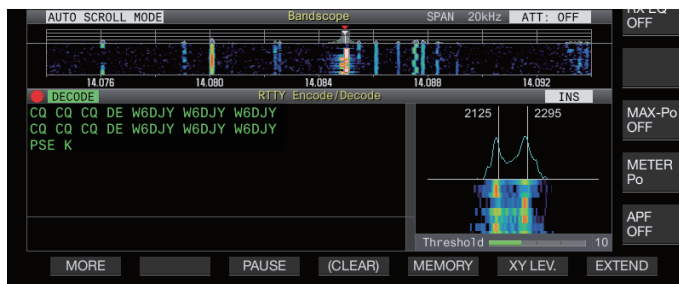 AUTO SCROLL MODE Bandscope SPAN 20kHz ATT: OFF
RX EQ
OFF
14.076 14.080 14.084 14.088 14.092
DECODE RTTY Encode/Decode INS
CQ CQ CQ DE W6DJY W6DJY W6DJY
CQ CQ CQ DE W6DJY W6DJY W6DJY
PSE K
2125 2295
Threshold 10
MAX-Po
OFF
METER
Po
APF
OFF
MORE PAUSE (CLEAR) MEMORY XY LEV. EXTEND